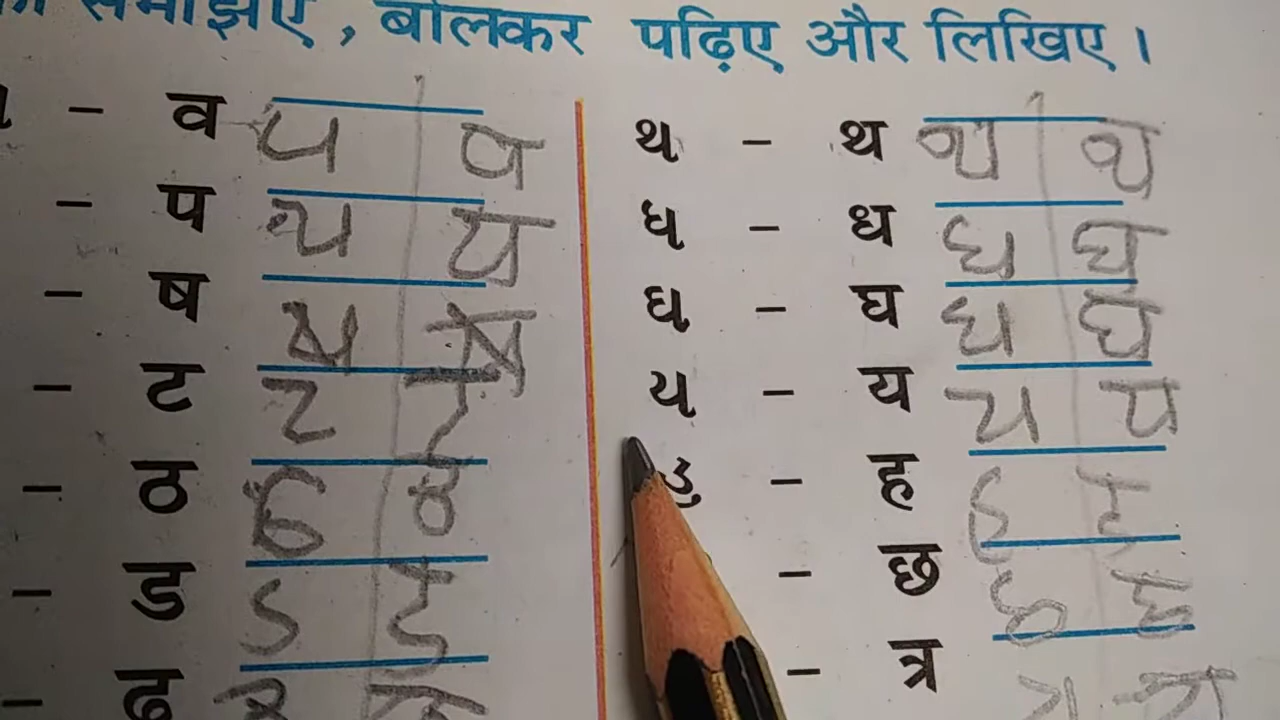 समझिए , बोलकर पढ़िए और लिखिए ।
- व
- प
- ष
- ट ટ ट
- ठ ઠ ठ
- ड ડ ड
- ढ
થ - थ થ थ
ધ - ध ધ ध
ઘ - घ ઘ घ
ય - य ય य
- ह હ ह
- छ છ छ
- त्र